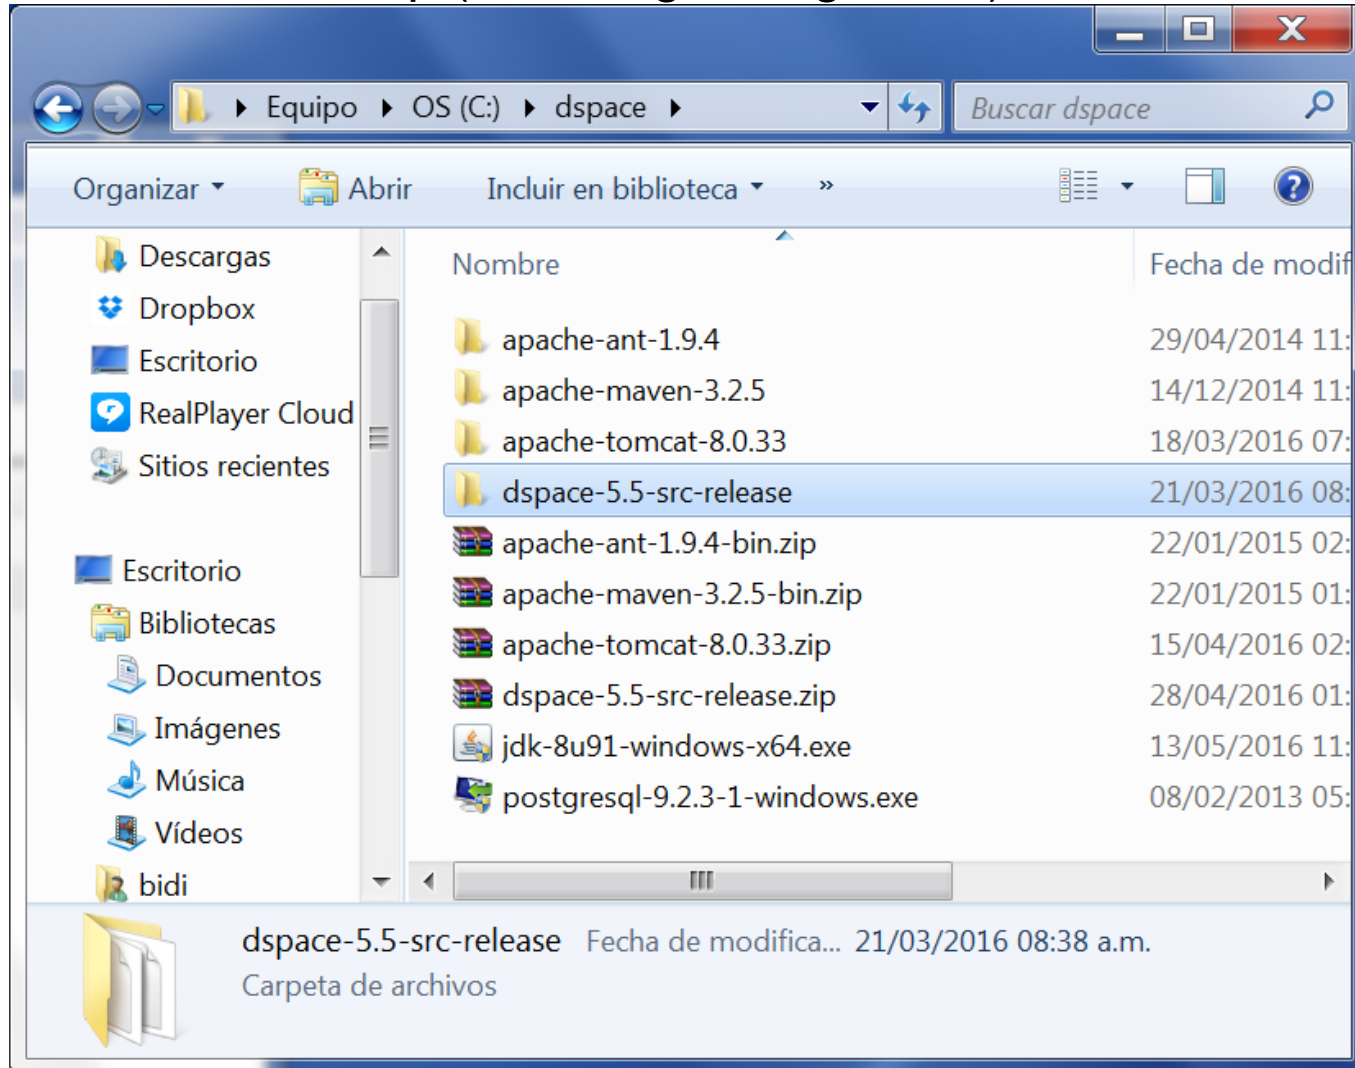 Equipo OS (C:) dspace Buscar dspace
Organizar Abrir Incluir en biblioteca »
Descargas
Dropbox
Escritorio
RealPlayer Cloud
Sitios recientes
Escritorio
Bibliotecas
Documentos
Imágenes
Música
Vídeos
bidi
Nombre Fecha de modif
apache-ant-1.9.4 29/04/2014 11:
apache-maven-3.2.5 14/12/2014 11:
apache-tomcat-8.0.33 18/03/2016 07:
dspace-5.5-src-release 21/03/2016 08:
apache-ant-1.9.4-bin.zip 22/01/2015 02:
apache-maven-3.2.5-bin.zip 22/01/2015 01:
apache-tomcat-8.0.33.zip 15/04/2016 02:
dspace-5.5-src-release.zip 28/04/2016 01:
jdk-8u91-windows-x64.exe 13/05/2016 11:
postgresql-9.2.3-1-windows.exe 08/02/2013 05:
dspace-5.5-src-release Fecha de modifica... 21/03/2016 08:38 a.m.
Carpeta de archivos